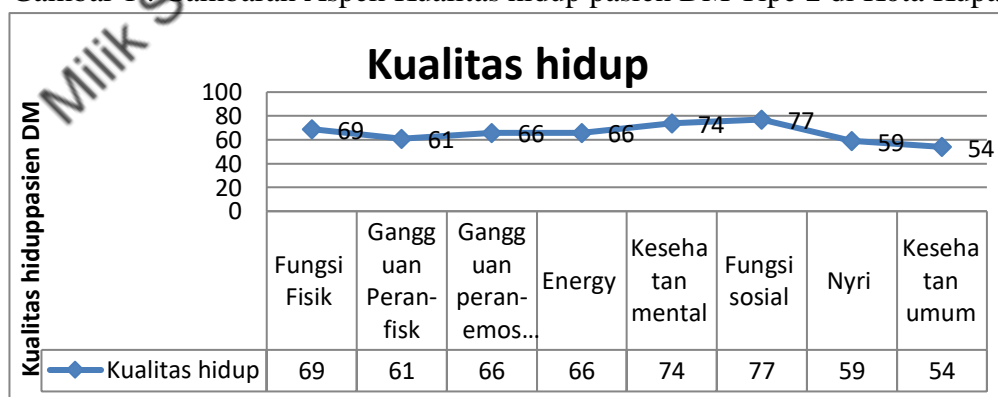 Kualitas hidup
Kualitas hiduppasien DM
100
80
60
40
20
0
69
61
66
66
74
77
59
54
Fungsi
Fisik
Gangg
uan
Peran-
fisk
Gangg
uan
peran-
emos...
Energy
Keseha
tan
mental
Fungsi
sosial
Nyri
Keseha
tan
umum
Kualitas hidup 69 61 66 66 74 77 59 54
Milik